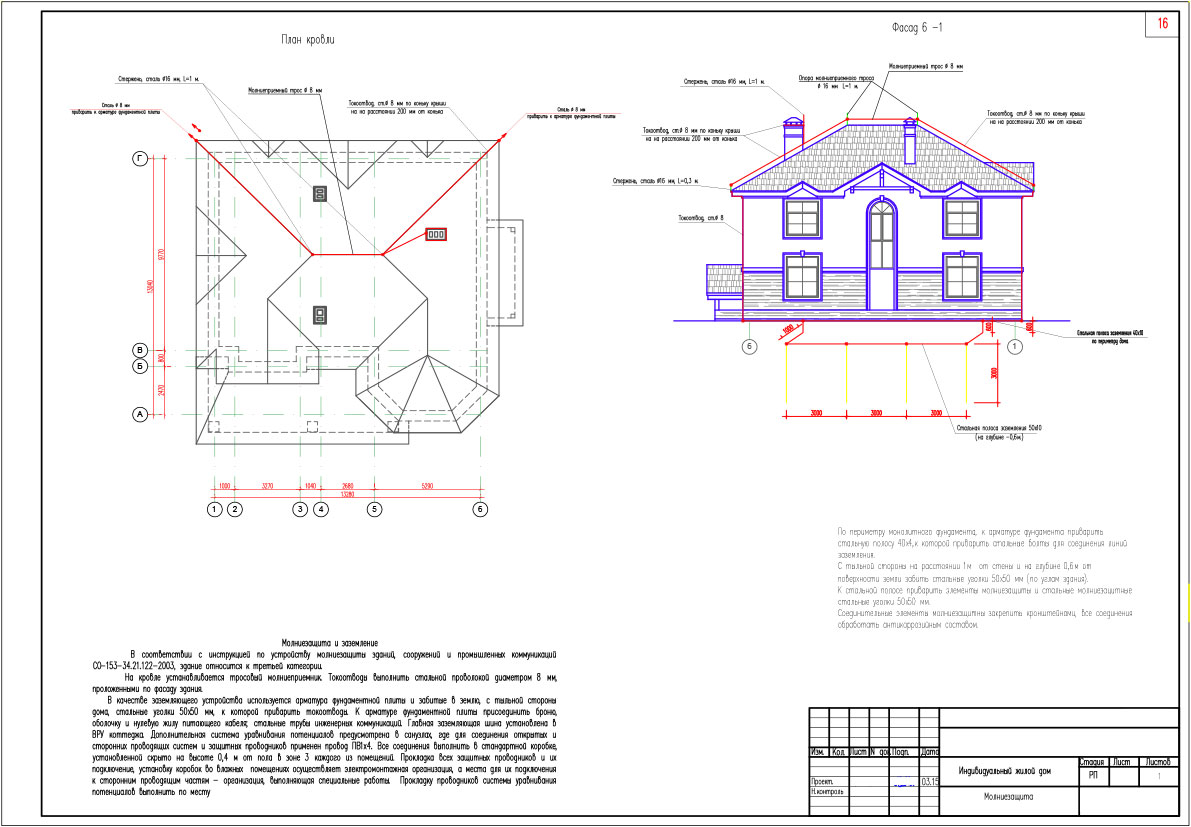 16
План кровли
Фасад 6 -1
Стержень, сталь Ф16 мм, L=1 м.
Сталь Ф 8 мм
приварить к арматуре фундаментной плиты
Молниеприемный трос Ф 8 мм
Токоотвод, ст.Ф 8 мм по коньку крыши
на на расстоянии 200 мм от конька
Сталь Ф 8 мм
приварить к арматуре фундаментной плиты
Г
В
Б
А
9770
13040
800
2470
1000
3270
1040
2680
5290
13280
1
2
3
4
5
6
Стержень, сталь Ф16 мм, L=1 м.
Опора молниеприемного троса
Ф 16 мм L=1 м.
Молниеприемный трос Ф 8 мм
Токоотвод, ст.Ф 8 мм по коньку крыши
на на расстоянии 200 мм от конька
Токоотвод, ст.Ф 8 мм по коньку крыши
на на расстоянии 200 мм от конька
Стержень, сталь Ф16 мм, L=0,3 м.
Токоотвод, ст.Ф 8
6
1
1000
600
600
Стальная полоса заземления 40х10
по периметру дома
3000
3000
3000
3000
Стальная полоса заземления 50х10
(на глубине -0,6м.)
По периметру монолитного фундамента, к арматуре фундамента приварить
стальную полосу 40х4,к которой приварить стальные болты для соединения линий
заземления.
С тыльной стороны на расстоянии 1м от стены и на глубине 0,6м от
поверхности земли забить стальные уголки 50х50 мм (по углам здания).
К стальной полосе приварить элементы молниезащиты и стальные молниезащитные
стальные уголки 50х50 мм.
Соединительные элементы молниезащитны закрепить кронштейнами, все соединения
обработать антикоррозийным составом.
Молниезащита и заземление
В соответствии с инструкцией по устройству молниезащиты зданий, сооружений и промышленных коммуникаций
СО-153-34.21.122-2003, здание относится к третьей категории.
На кровле устанавливается тросовый молниеприемник. Токоотводы выполнить стальной проволокой диаметром 8 мм,
проложенными по фасаду здания.
В качестве заземляющего устройства используется арматура фундаментной плиты и забитые в землю, с тыльной стороны
дома, стальные уголки 50х50 мм, к которой приварить токоотводы. К арматуре фундаментной плиты присоединить броню,
оболочку и нулевую жилу питающего кабеля; стальные трубы инженерных коммуникаций. Главная заземляющая шина установлена в
ВРУ коттеджа. Дополнительная система уравнивания потенциалов предусмотрена в санузлах, где для соединения открытых и
сторонних проводящих систем и защитных проводников применен провод ПВ1х4. Все соединения выполнить в стандартной коробке,
установленной скрыто на высоте 0,4 м от пола в зоне 3 каждого из помещений. Прокладка всех защитных проводников и их
подключение, установку коробок во влажных помещениях осуществляет электромонтажная организация, а места для их подключения
к сторонним проводящим частям – организация, выполняющая специальные работы Прокладку проводников системы уравнивания
потенциалов выполнить по месту
Изм. Кол. Лист N док. Подп. Дата
Проект. 03.15
Н.контроль
Индивидуальный жилой дом
Молниезащита
Стадия Лист Листов
РП 1